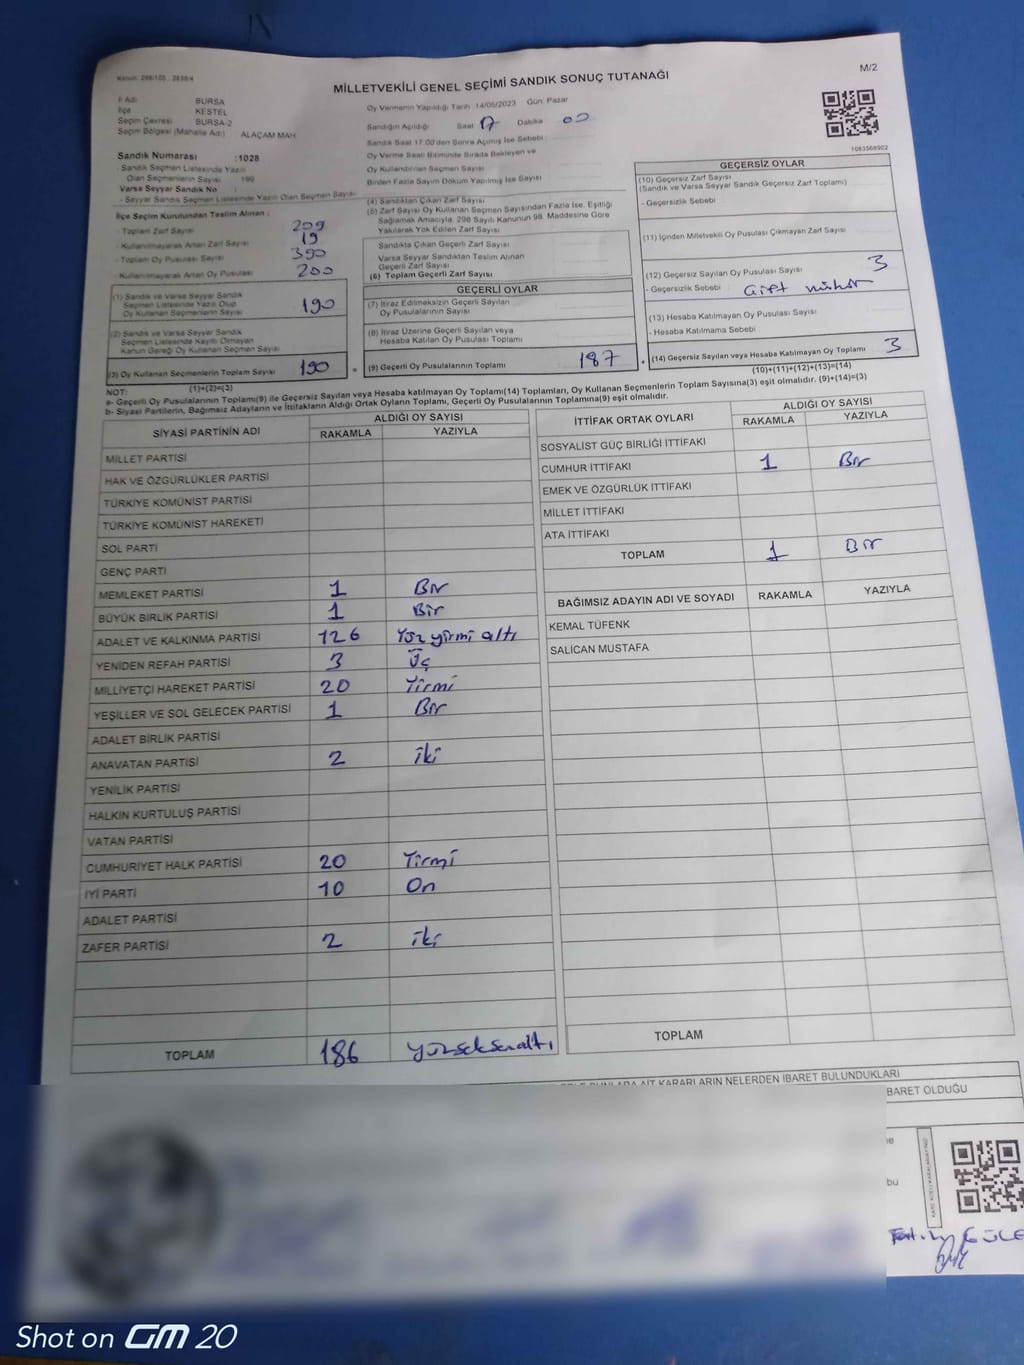 Kanun: 298/105
M/2
MİLLETVEKİLİ GENEL SEÇİMİ SANDIK SONUÇ TUTANAĞI
İl Adı BURSA
İlçe KESTEL
Seçim Çevresi BURSA-2
Seçim Bölgesi (Mahalle Adı) ALAÇAM MAH
Oy Vermenin Yapıldığı Tarih :14/05/2023 Gün: Pazar
Sandığın Açıldığı Saat 17 Dakika 00
Sandık Saat 17:00'den Sonra Açılmış İse Sebebi
Oy Verme Saati Bitiminde Sırada Bekleyen ve
Oy Kullandırılan Seçmen Sayısı
Birden Fazla Sayım Döküm Yapılmış İse Sayısı
Sandık Numarası :1028
- Sandık Seçmen Listesinde Yazılı
Olan Seçmenlerin Sayısı 199
Varsa Seyyar Sandık No :
- Seyyar Sandık Seçmen Listesinde Yazılı Olan Seçmen Sayısı
İlçe Seçim Kurulundan Teslim Alınan :
- Toplam Zarf Sayısı 209
- Kullanılmayarak Artan Zarf Sayısı 19
- Toplam Oy Pusulası Sayısı 390
- Kullanılmayarak Artan Oy Pusulası 200
(1) Sandık ve Varsa Seyyar Sandık
Seçmen Listesinde Yazılı Olup
Oy Kullanan Seçmenlerin Sayısı 190
(2) Sandık ve Varsa Seyyar Sandık
Seçmen Listesinde Kayıtlı Olmayan
Kanun Gereği Oy Kullanan Seçmen Sayısı
(3) Oy Kullanan Seçmenlerin Toplam Sayısı 190
(1)+(2)=(3)
(4) Sandıktan Çıkan Zarf Sayısı
(5) Zarf Sayısı Oy Kullanan Seçmen Sayısından Fazla İse, Eşitliği
Sağlamak Amacıyla, 298 Sayılı Kanunun 98. Maddesine Göre
Yakılarak Yok Edilen Zarf Sayısı
Sandıkta Çıkan Geçerli Zarf Sayısı
Varsa Seyyar Sandıktan Teslim Alınan
Geçerli Zarf Sayısı
(6) Toplam Geçerli Zarf Sayısı
GEÇERLİ OYLAR
(7) İtiraz Edilmeksizin Geçerli Sayılan
Oy Pusulalarının Sayısı
(8) İtiraz Üzerine Geçerli Sayılan veya
Hesaba Katılan Oy Pusulası Toplamı
= (9) Geçerli Oy Pusulalarının Toplamı 187 +
1083568902
GEÇERSİZ OYLAR
(10) Geçersiz Zarf Sayısı
(Sandık ve Varsa Seyyar Sandık Geçersiz Zarf Toplamı)
- Geçersizlik Sebebi
(11) İçinden Milletvekili Oy Pusulası Çıkmayan Zarf Sayısı
(12) Geçersiz Sayılan Oy Pusulası Sayısı 3
- Geçersizlik Sebebi Çift mühür
(13) Hesaba Katılmayan Oy Pusulası Sayısı
- Hesaba Katılmama Sebebi
(14) Geçersiz Sayılan veya Hesaba Katılmayan Oy Toplamı 3
(10)+(11)+(12)+(13)=(14)
NOT:
a- Geçerli Oy Pusulalarının Toplamı(9) ile Geçersiz Sayılan veya Hesaba katılmayan Oy Toplamı(14) Toplamları, Oy Kullanan Seçmenlerin Toplam Sayısına(3) eşit olmalıdır. (9)+(14)=(3)
b- Siyasi Partilerin, Bağımsız Adayların ve İttifakların Aldığı Ortak Oyların Toplamı, Geçerli Oy Pusulalarının Toplamına(9) eşit olmalıdır.
SİYASİ PARTİNİN ADI ALDIĞI OY SAYISI
RAKAMLA YAZIYLA
MİLLET PARTİSİ
HAK VE ÖZGÜRLÜKLER PARTİSİ
TÜRKİYE KOMÜNİST PARTİSİ
TÜRKİYE KOMÜNİST HAREKETİ
SOL PARTİ
GENÇ PARTİ
MEMLEKET PARTİSİ 1 Bir
BÜYÜK BİRLİK PARTİSİ 1 Bir
ADALET VE KALKINMA PARTİSİ 126 Yüz yirmi altı
YENİDEN REFAH PARTİSİ 3 Üç
MİLLİYETÇİ HAREKET PARTİSİ 20 Yirmi
YEŞİLLER VE SOL GELECEK PARTİSİ 1 Bir
ADALET BİRLİK PARTİSİ
ANAVATAN PARTİSİ 2 iki
YENİLİK PARTİSİ
HALKIN KURTULUŞ PARTİSİ
VATAN PARTİSİ
CUMHURİYET HALK PARTİSİ 20 Yirmi
İYİ PARTİ 10 On
ADALET PARTİSİ
ZAFER PARTİSİ 2 iki
TOPLAM 186 yüzseksenaltı
İTTİFAK ORTAK OYLARI ALDIĞI OY SAYISI
RAKAMLA YAZIYLA
SOSYALİST GÜÇ BİRLİĞİ İTTİFAKI
CUMHUR İTTİFAKI 1 Bir
EMEK VE ÖZGÜRLÜK İTTİFAKI
MİLLET İTTİFAKI
ATA İTTİFAKI
TOPLAM 1 Bir
BAĞIMSIZ ADAYIN ADI VE SOYADI RAKAMLA YAZIYLA
KEMAL TÜFENK
SALİCAN MUSTAFA
TOPLAM
KARARLARIN NELERDEN İBARET BULUNDUKLARI
İBARET OLDUĞU
Shot on GM 20